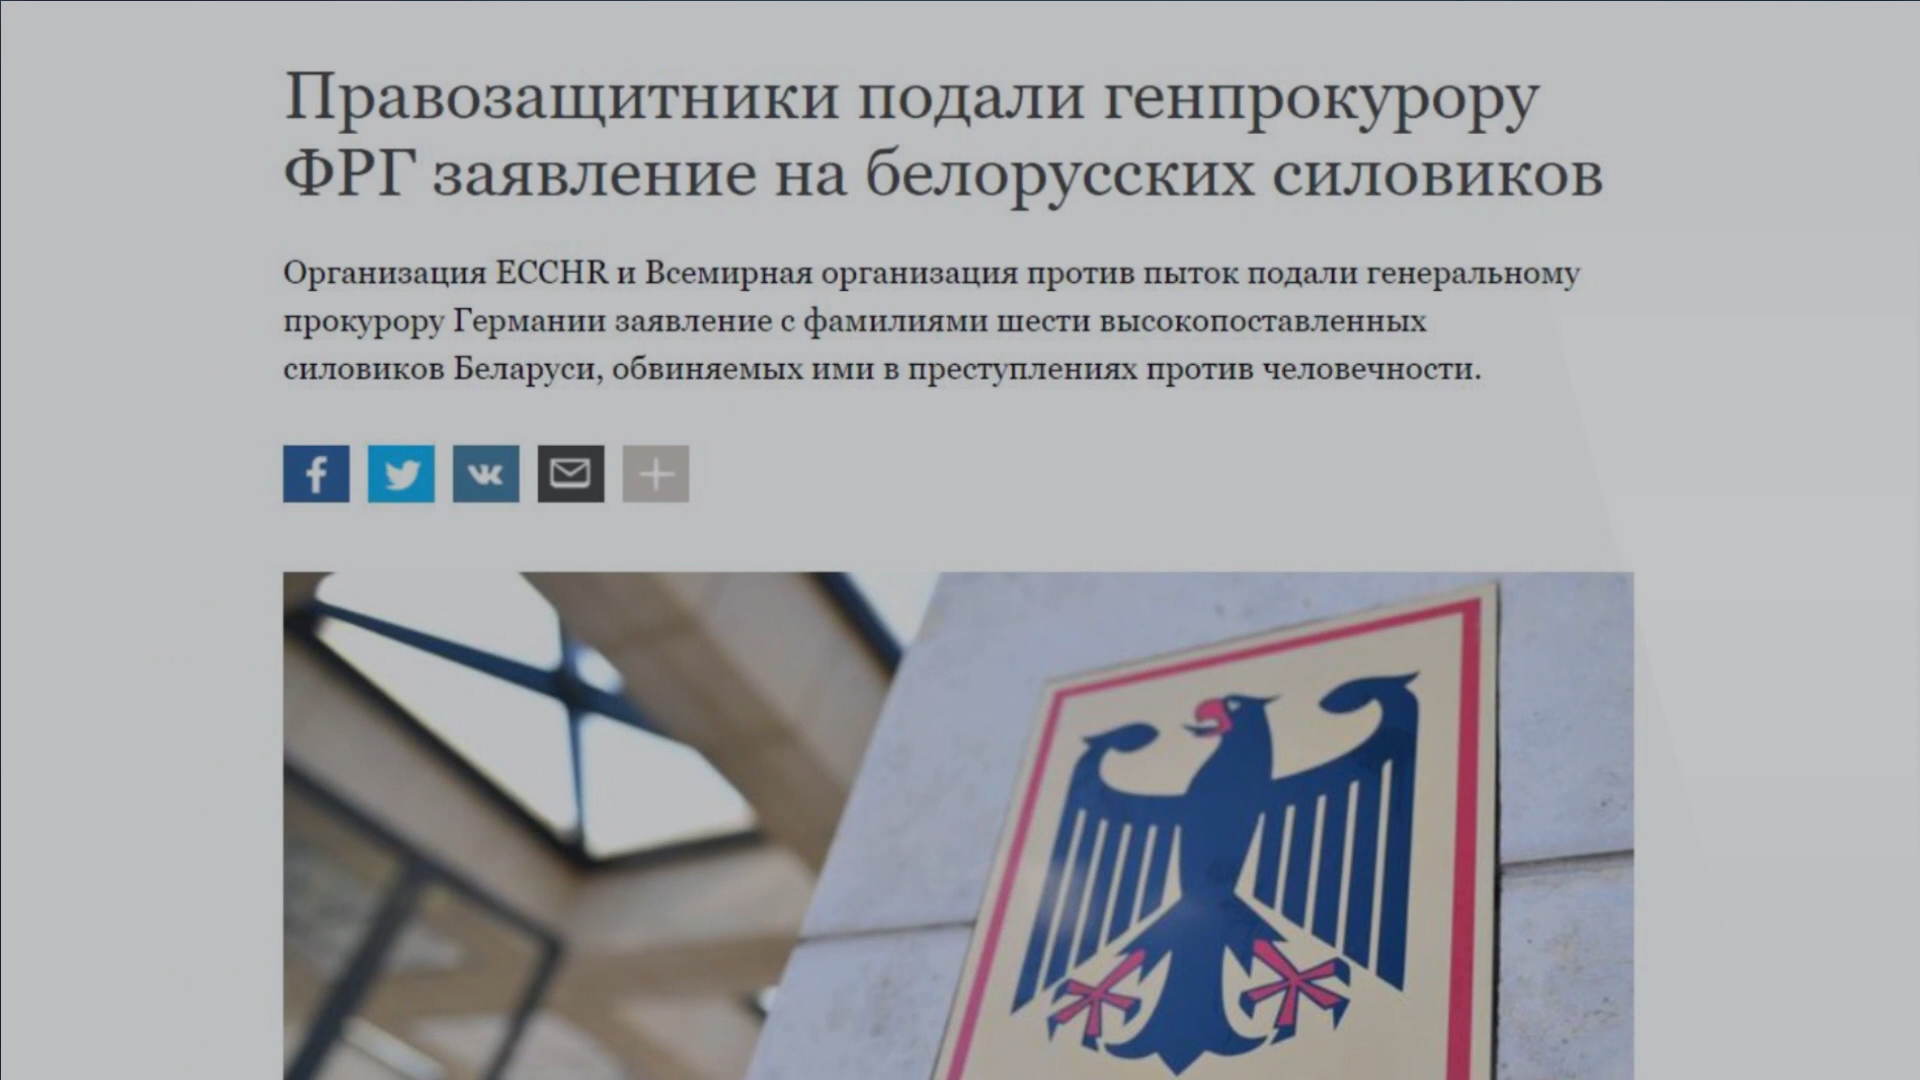 Правозащитники подали генпрокурору
ФРГ заявление на белорусских силовиков
Организация ECCHR и Всемирная организация против пыток подали генеральному
прокурору Германии заявление с фамилиями шести высокопоставленных
силовиков Беларуси, обвиняемых ими в преступлениях против человечности.